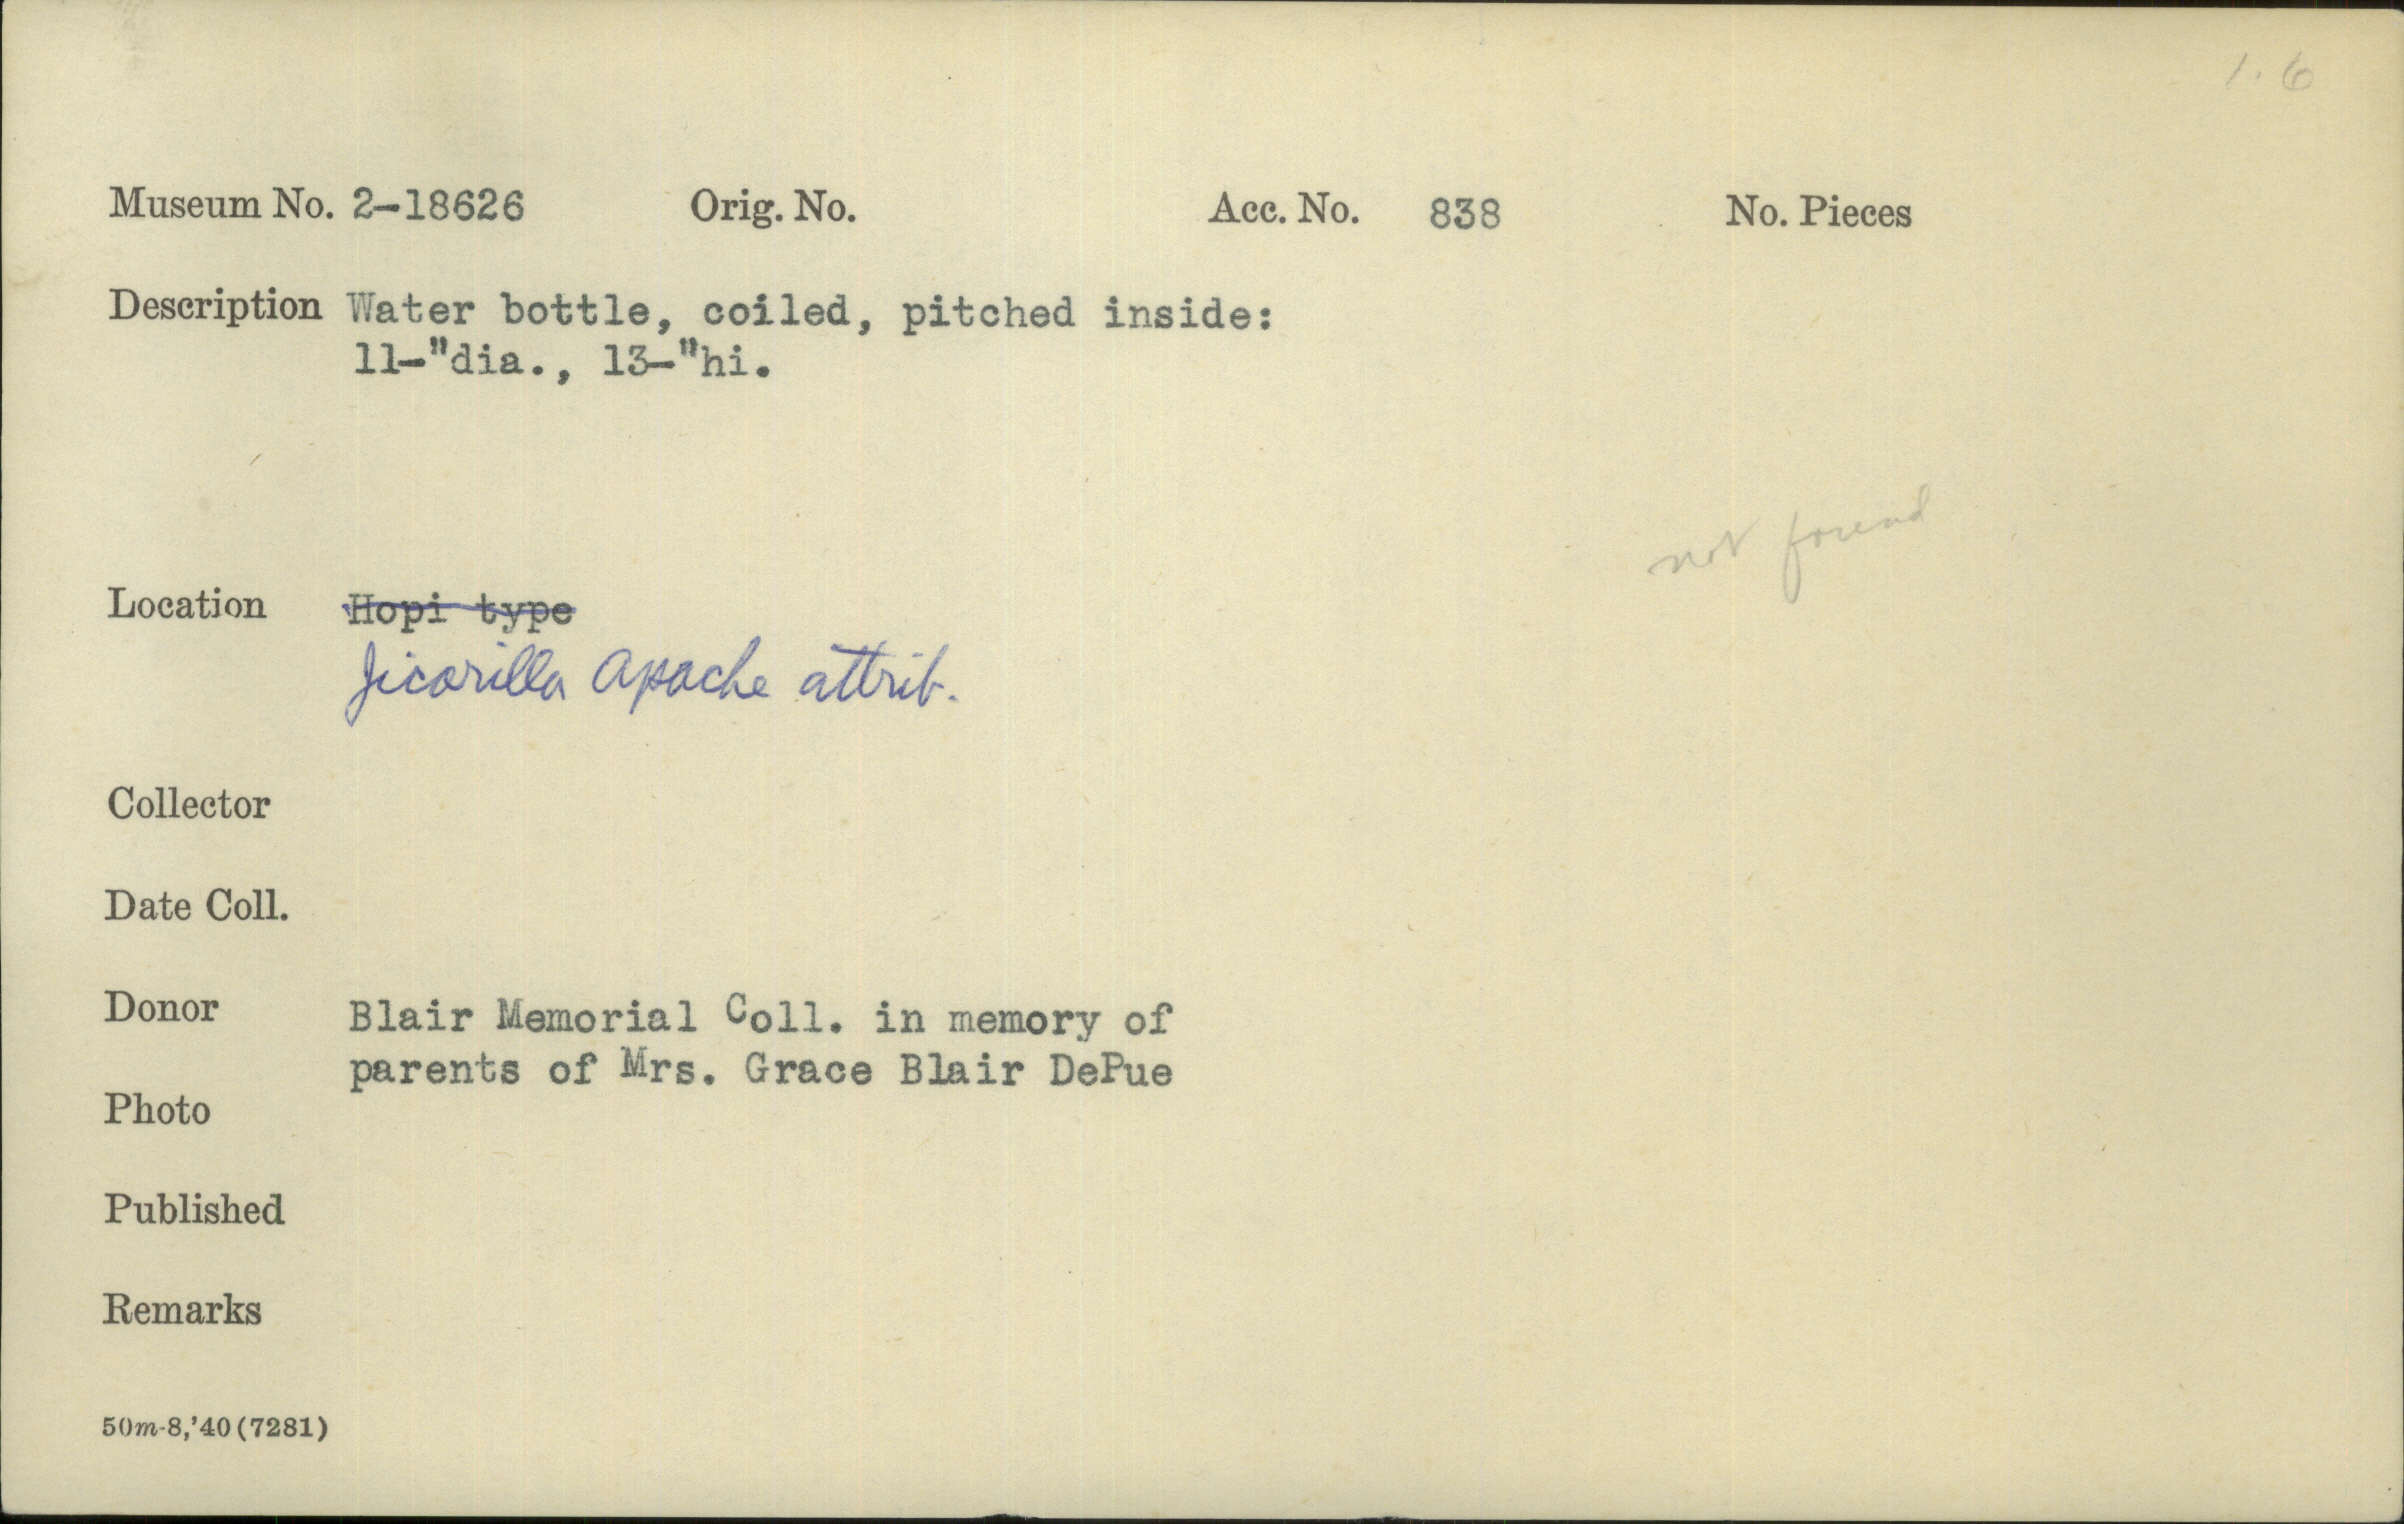 1.6
Museum No. 2-18626 Orig. No. Acc. No. 838 No. Pieces
Description Water bottle, coiled, pitched inside:
11-"dia., 13-"hi.
not found
Location Hopi type
Jicarilla Apache attrib.
Collector
Date Coll.
Donor Blair Memorial Coll. in memory of
parents of Mrs. Grace Blair DePue
Photo
Published
Remarks
50m-8,'40(7281)